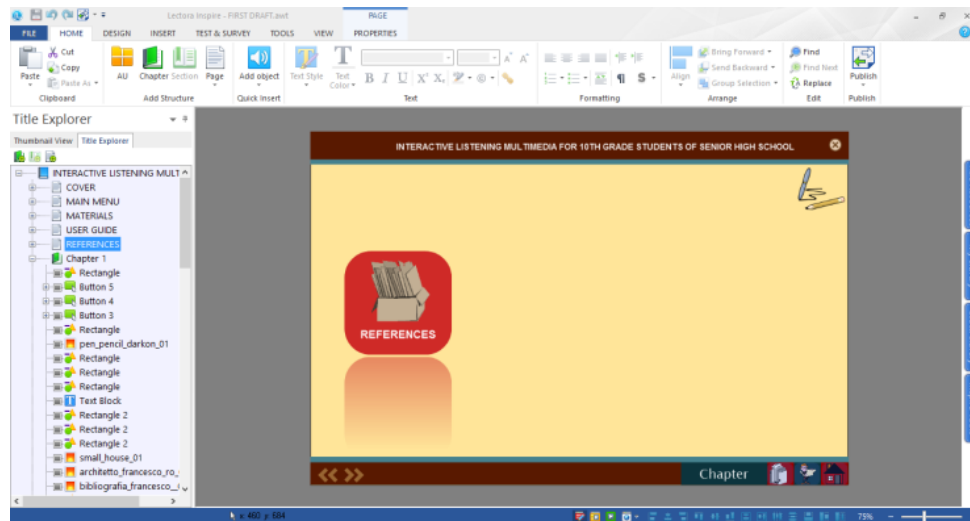 Lectora Inspire - FIRST DRAFT.awt
PAGE
FILE HOME DESIGN INSERT TEST & SURVEY TOOLS VIEW PROPERTIES
Paste
Cut
Copy
Paste As
Clipboard
AU Chapter Section Page
Add Structure
Add object
Quick Insert
Text Style Text Color
B I U X² X₂
Text
Formatting
Align
Bring Forward
Send Backward
Group Selection
Arrange
Find
Find Next
Replace
Edit
Publish
Publish
Title Explorer
Thumbnail View Title Explorer
INTERACTIVE LISTENING MULT
COVER
MAIN MENU
MATERIALS
USER GUIDE
REFERENCES
Chapter 1
Rectangle
Button 5
Button 4
Button 3
Rectangle
pen_pencil_darkon_01
Rectangle
Rectangle
Text Block
Rectangle 2
Rectangle 2
Rectangle 2
small_house_01
architetto_francesco_ro_
bibliografia_francesco_
INTERACTIVE LISTENING MULTIMEDIA FOR 10TH GRADE STUDENTS OF SENIOR HIGH SCHOOL
REFERENCES
Chapter
x: 460 y: 684
75%